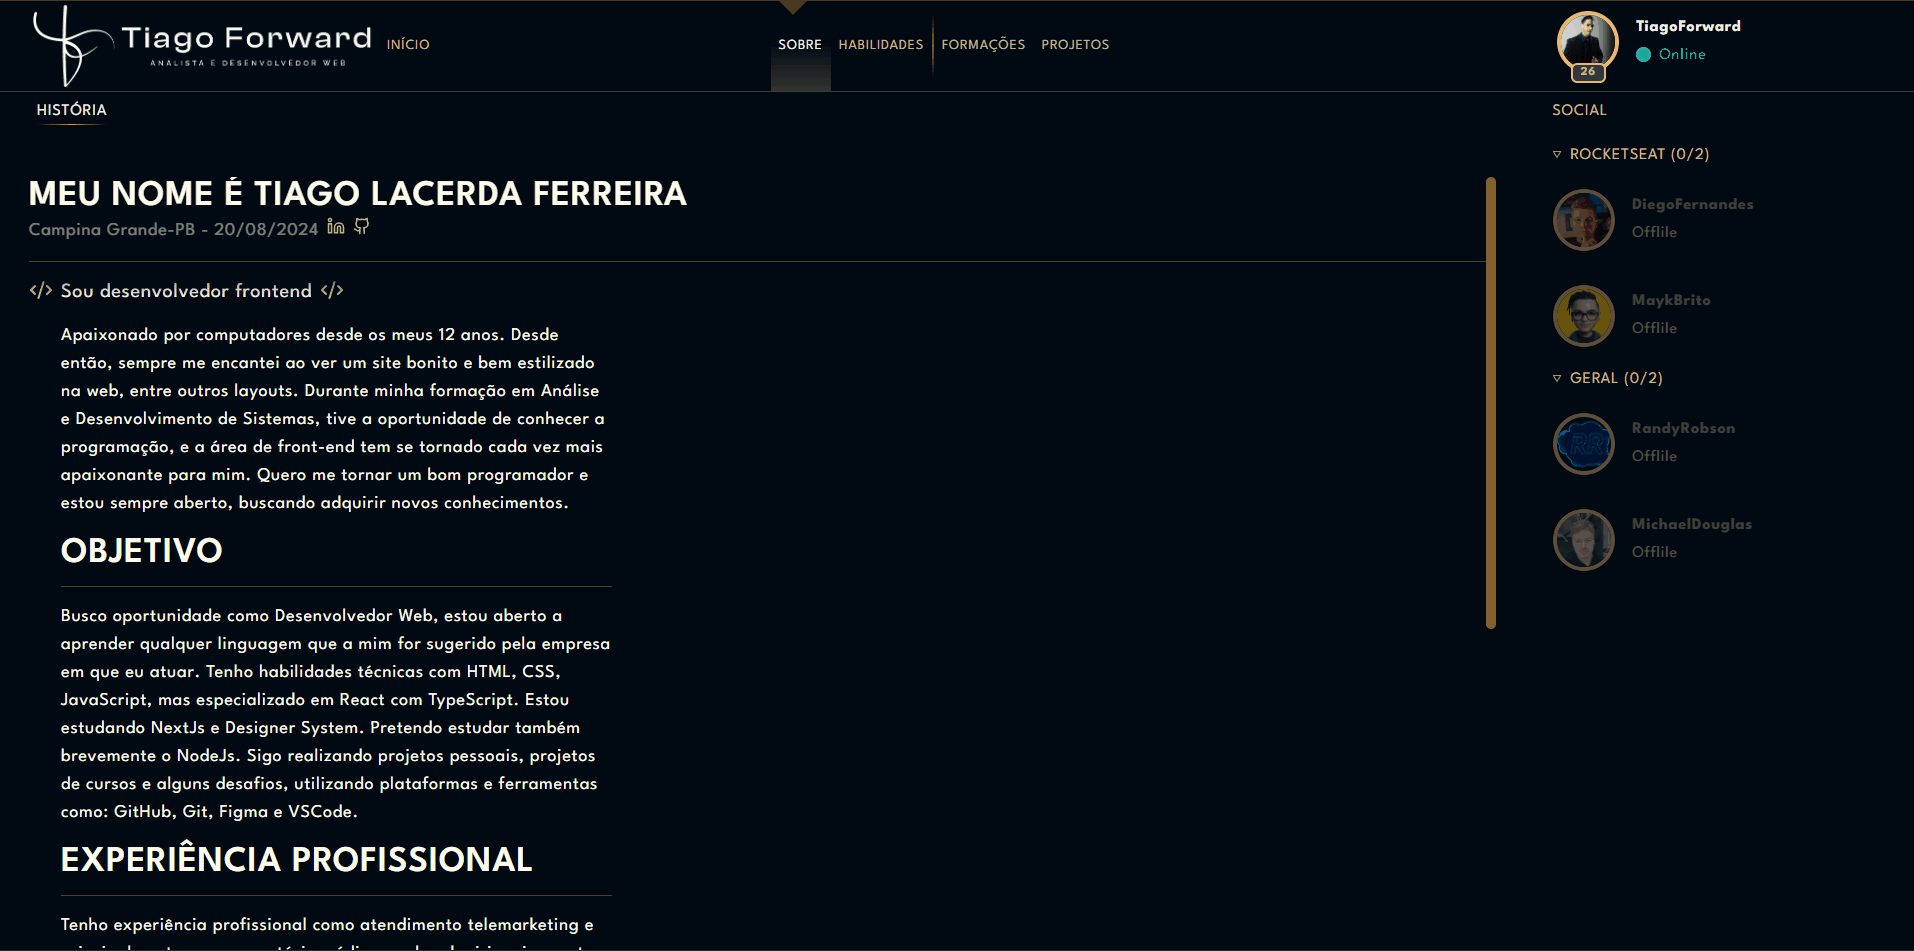 Tiago Forward
ANALISTA E DESENVOLVEDOR WEB
INÍCIO
SOBRE
HABILIDADES
FORMAÇÕES
PROJETOS
TiagoForward
Online
26
HISTÓRIA
MEU NOME É TIAGO LACERDA FERREIRA
Campina Grande-PB - 20/08/2024
</> Sou desenvolvedor frontend </>
Apaixonado por computadores desde os meus 12 anos. Desde
então, sempre me encantei ao ver um site bonito e bem estilizado
na web, entre outros layouts. Durante minha formação em Análise
e Desenvolvimento de Sistemas, tive a oportunidade de conhecer a
programação, e a área de front-end tem se tornado cada vez mais
apaixonante para mim. Quero me tornar um bom programador e
estou sempre aberto, buscando adquirir novos conhecimentos.
OBJETIVO
Busco oportunidade como Desenvolvedor Web, estou aberto a
aprender qualquer linguagem que a mim for sugerido pela empresa
em que eu atuar. Tenho habilidades técnicas com HTML, CSS,
JavaScript, mas especializado em React com TypeScript. Estou
estudando NextJs e Designer System. Pretendo estudar também
brevemente o NodeJs. Sigo realizando projetos pessoais, projetos
de cursos e alguns desafios, utilizando plataformas e ferramentas
como: GitHub, Git, Figma e VSCode.
EXPERIÊNCIA PROFISSIONAL
Tenho experiência profissional como atendimento telemarketing e
SOCIAL
ROCKETSEAT (0/2)
DiegoFernandes
Offlile
MaykBrito
Offlile
GERAL (0/2)
RandyRobson
Offlile
RR
MichaelDouglas
Offlile